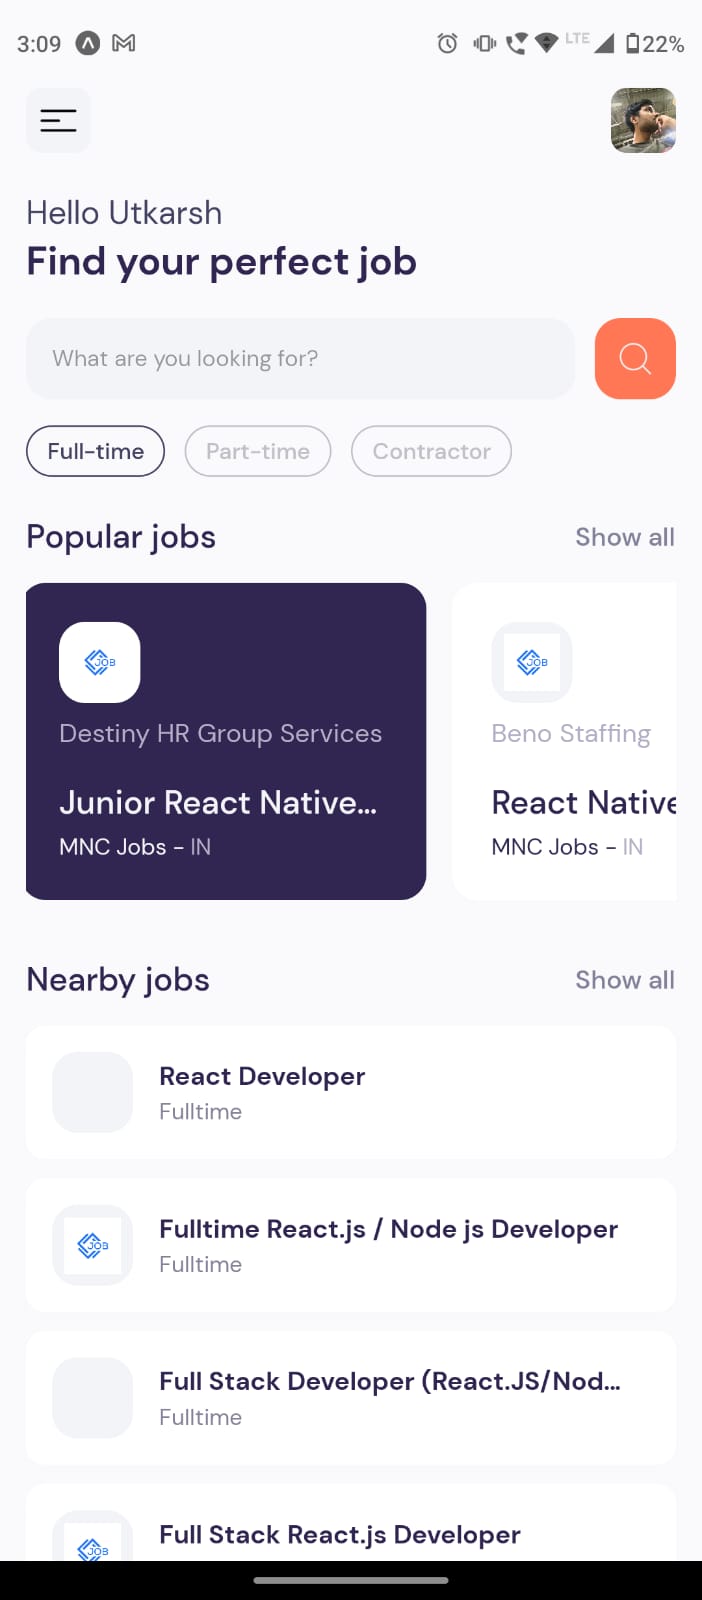 3:09 LTE 22%
Hello Utkarsh
Find your perfect job
What are you looking for?
Full-time Part-time Contractor
Popular jobs Show all
JOB JOB
Destiny HR Group Services Beno Staffing
Junior React Native... React Native
MNC Jobs - IN MNC Jobs - IN
Nearby jobs Show all
React Developer
Fulltime
JOB Fulltime React.js / Node js Developer
Fulltime
Full Stack Developer (React.JS/Nod...
Fulltime
Full Stack React.js Developer
JOB